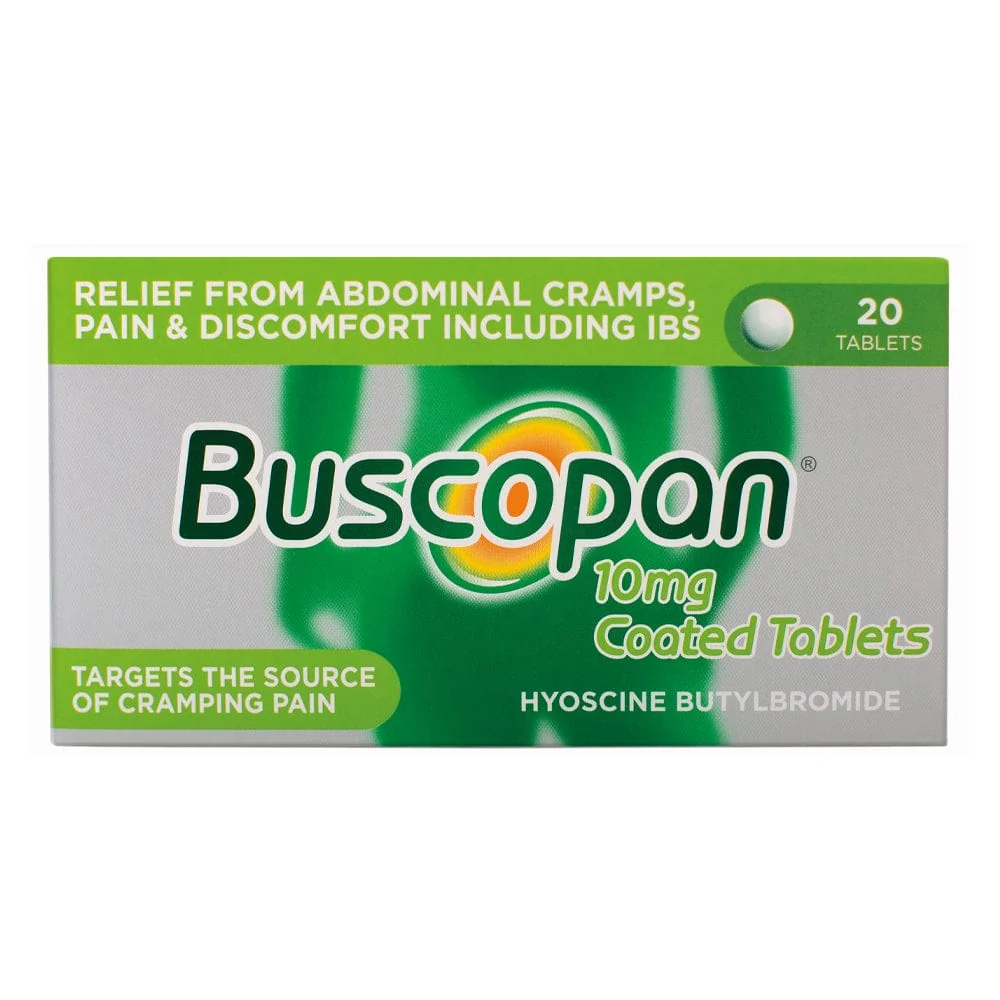 RELIEF FROM ABDOMINAL CRAMPS,
PAIN & DISCOMFORT INCLUDING IBS
20
TABLETS
Buscopan®
10mg
Coated Tablets
TARGETS THE SOURCE
OF CRAMPING PAIN
HYOSCINE BUTYLBROMIDE